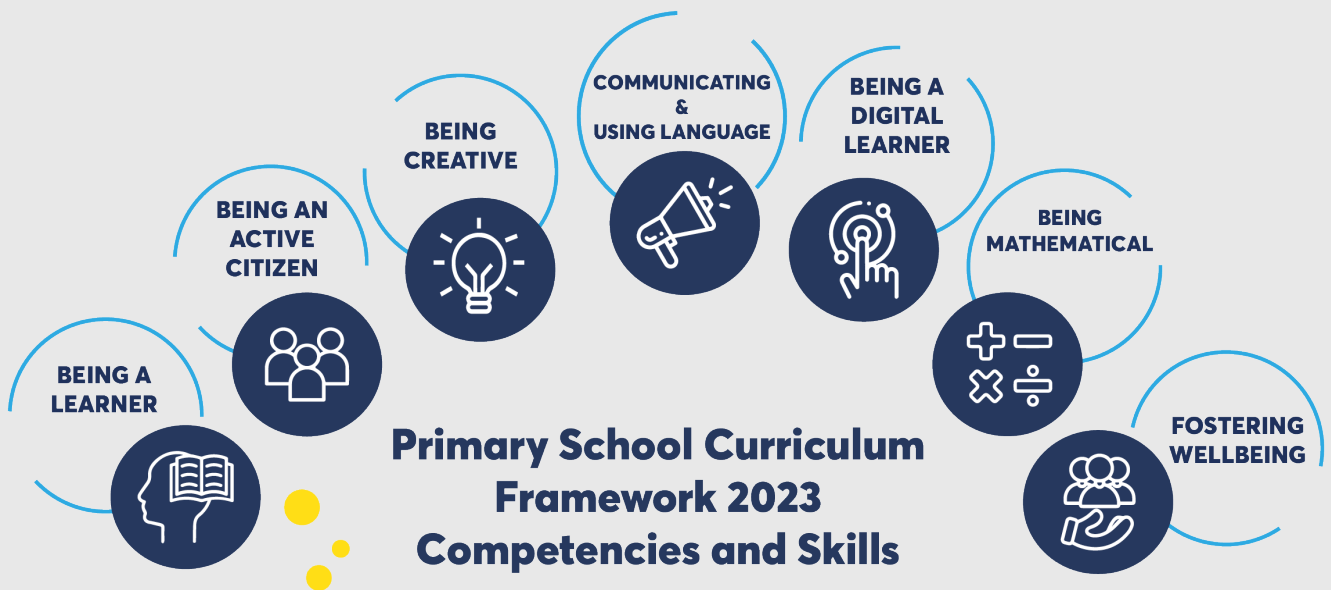 BEING A
LEARNER
BEING AN
ACTIVE
CITIZEN
BEING
CREATIVE
COMMUNICATING
&
USING LANGUAGE
BEING A
DIGITAL
LEARNER
BEING
MATHEMATICAL
FOSTERING
WELLBEING
Primary School Curriculum
Framework 2023
Competencies and Skills